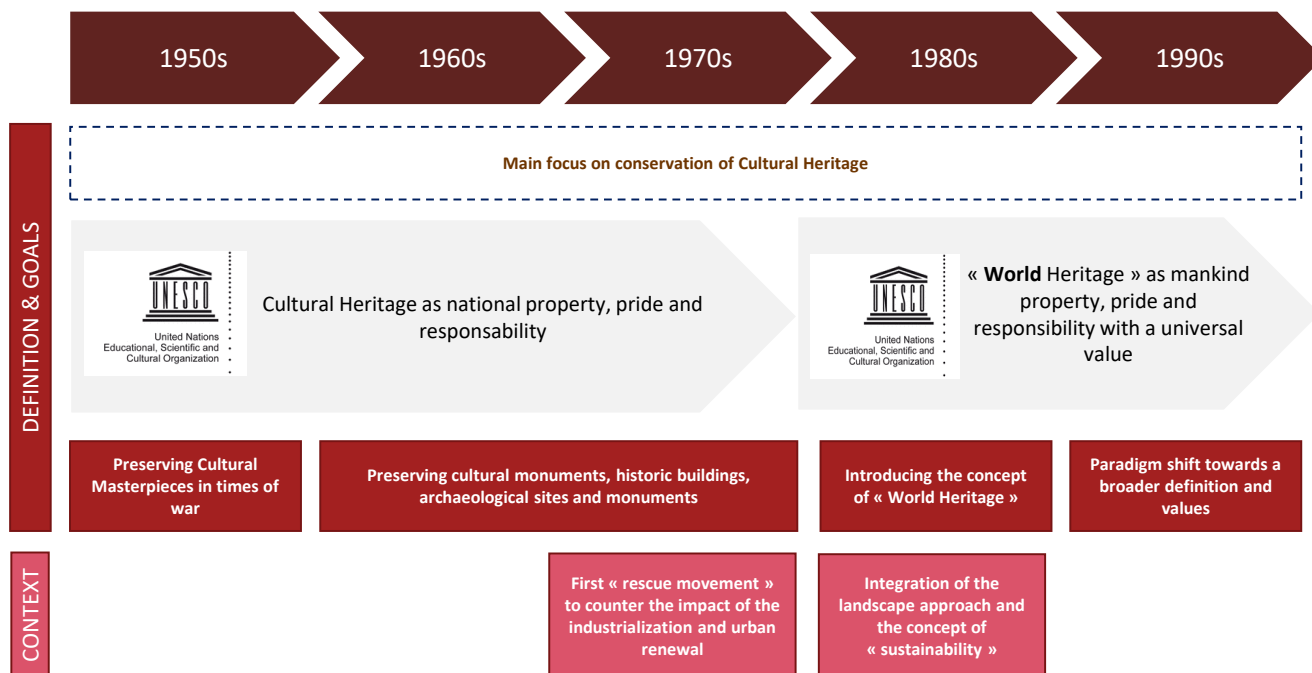 1950s
1960s
1970s
1980s
1990s
DEFINITION & GOALS
Main focus on conservation of Cultural Heritage
UNESCO
United Nations
Educational, Scientific and
Cultural Organization
Cultural Heritage as national property, pride and
responsability
UNESCO
United Nations
Educational, Scientific and
Cultural Organization
« World Heritage » as mankind
property, pride and
responsibility with a universal
value
Preserving Cultural
Masterpieces in times of
war
Preserving cultural monuments, historic buildings,
archaeological sites and monuments
Introducing the concept
of « World Heritage »
Paradigm shift towards a
broader definition and
values
CONTEXT
First « rescue movement »
to counter the impact of the
industrialization and urban
renewal
Integration of the
landscape approach and
the concept of
« sustainability »